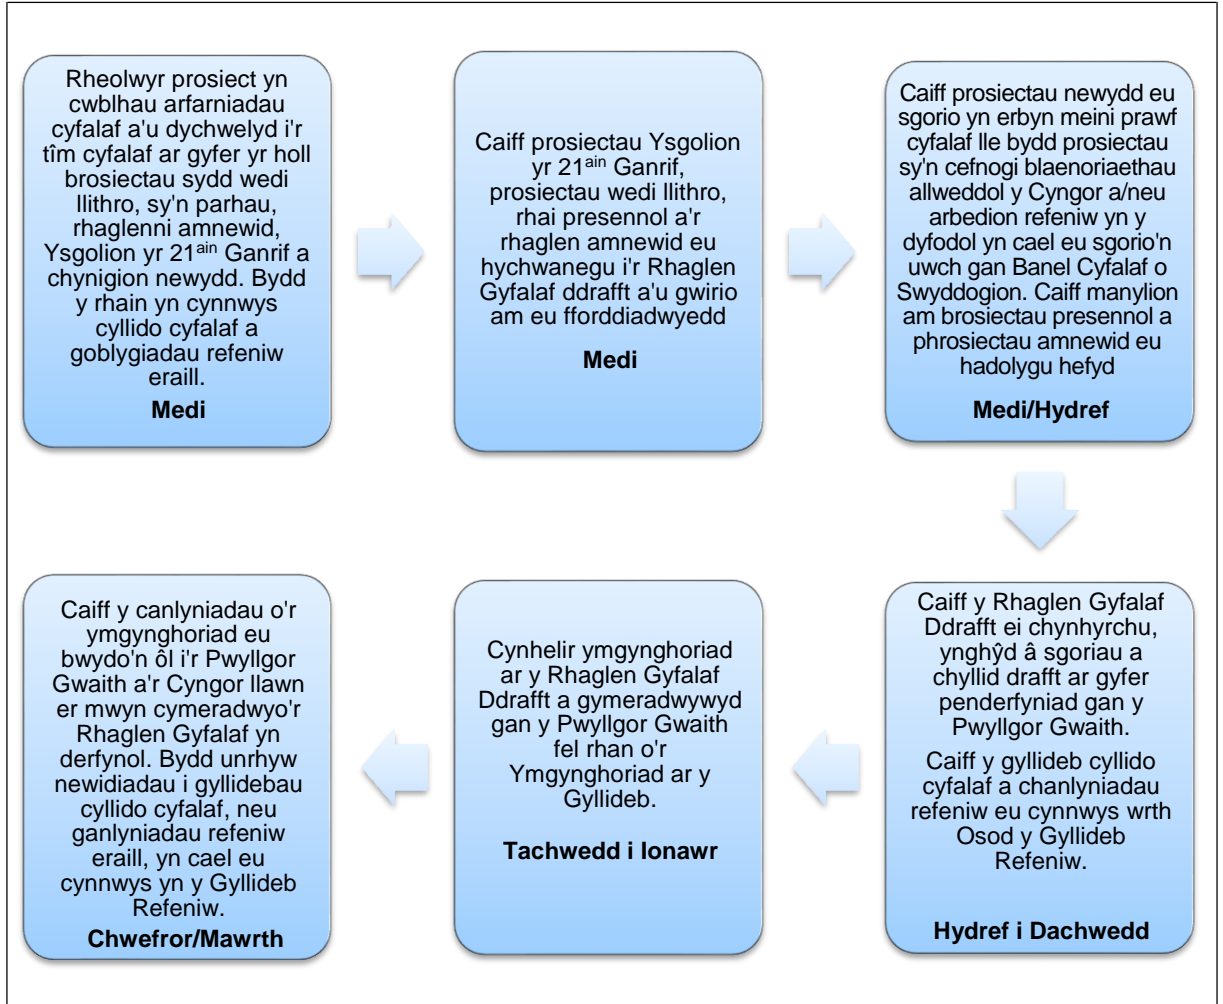 Rheolwyr prosiect yn
cwblhau arfarniadau
cyfalaf a'u dychwelyd i'r
tîm cyfalaf ar gyfer yr holl
brosiectau sydd wedi
llithro, sy'n parhau,
rhaglenni amnewid,
Ysgolion yr 21ain Ganrif a
chynigion newydd. Bydd
y rhain yn cynnwys
cyllido cyfalaf a
goblygiadau refeniw
eraill.
Medi
Caiff prosiectau Ysgolion
yr 21ain Ganrif,
prosiectau wedi llithro,
rhai presennol a'r
rhaglen amnewid eu
hychwanegu i'r Rhaglen
Gyfalaf ddrafft a'u gwirio
am eu fforddiadwyedd
Medi
Caiff prosiectau newydd eu
sgorio yn erbyn meini prawf
cyfalaf lle bydd prosiectau
sy'n cefnogi blaenoriaethau
allweddol y Cyngor a/neu
arbedion refeniw yn y
dyfodol yn cael eu sgorio'n
uwch gan Banel Cyfalaf o
Swyddogion. Caiff manylion
am brosiectau presennol a
phrosiectau amnewid eu
hadolygu hefyd
Medi/Hydref
Caiff y Rhaglen Gyfalaf
Ddrafft ei chynhyrchu,
ynghŷd â sgoriau a
chyllid drafft ar gyfer
penderfyniad gan y
Pwyllgor Gwaith.
Caiff y gyllideb cyllido
cyfalaf a chanlyniadau
refeniw eu cynnwys wrth
Osod y Gyllideb
Refeniw.
Hydref i Dachwedd
Cynhelir ymgynghoriad
ar y Rhaglen Gyfalaf
Ddrafft a gymeradwywyd
gan y Pwyllgor Gwaith
fel rhan o'r
Ymgynghoriad ar y
Gyllideb.
Tachwedd i Ionawr
Caiff y canlyniadau o'r
ymgynghoriad eu
bwydo'n ôl i'r Pwyllgor
Gwaith a'r Cyngor llawn
er mwyn cymeradwyo'r
Rhaglen Gyfalaf yn
derfynol. Bydd unrhyw
newidiadau i gyllidebau
cyllido cyfalaf, neu
ganlyniadau refeniw
eraill, yn cael eu
cynnwys yn y Gyllideb
Refeniw.
Chwefror/Mawrth